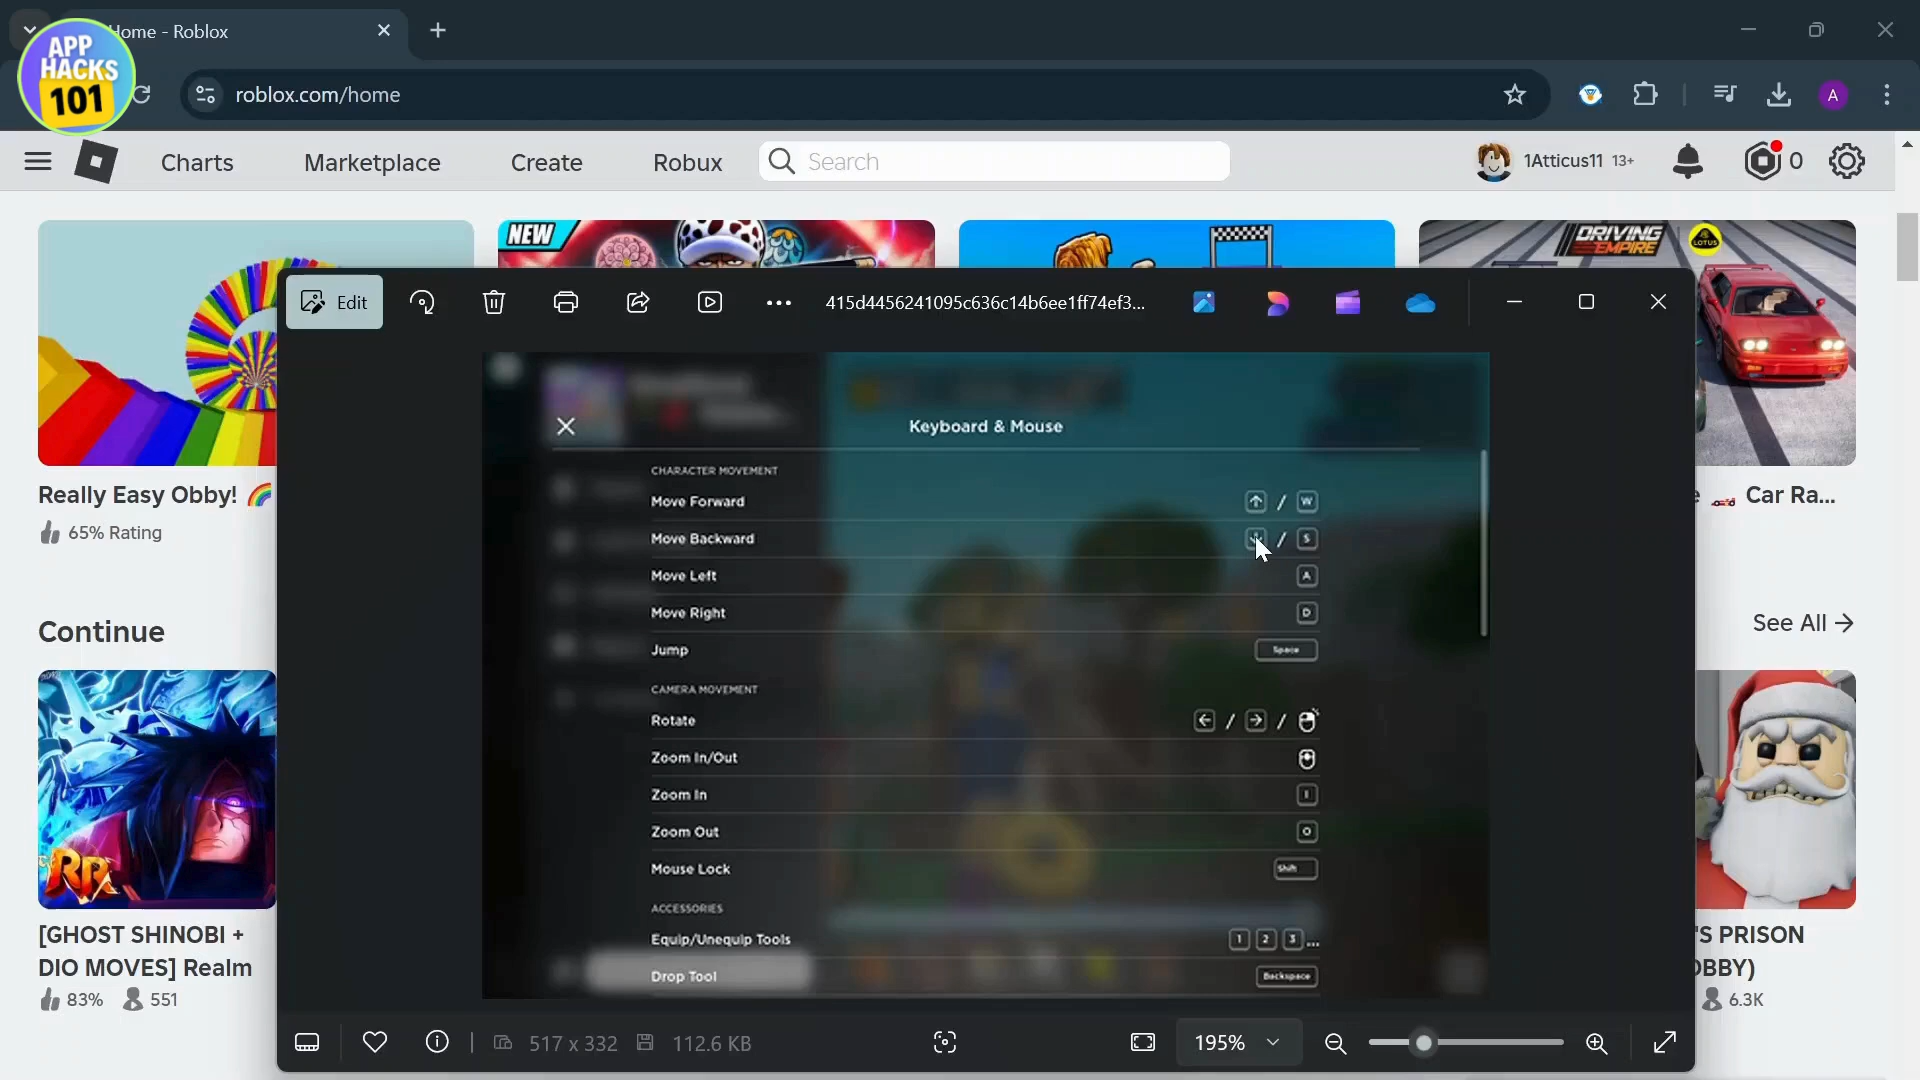 Home - Roblox
APP
HACKS
101
roblox.com/home
A
Charts
Marketplace
Create
Robux
Search
1Atticus11 13+
0
NEW
DRIVING
EMPIRE
LOTUS
Edit
415d4456241095c636c14b6ee1ff74ef3...
Keyboard & Mouse
CHARACTER MOVEMENT
Move Forward / W
Move Backward / S
Move Left A
Move Right D
Jump Space
CAMERA MOVEMENT
Rotate / /
Zoom In/Out
Zoom In I
Zoom Out O
Mouse Lock Shift
ACCESSORIES
Equip/Unequip Tools 1 2 3 ...
Drop Tool Backspace
Really Easy Obby!
65% Rating
Car Ra...
Continue
See All
RR
[GHOST SHINOBI +
DIO MOVES] Realm
83% 551
'S PRISON
OBBY)
6.3K
517 x 332
112.6 KB
195%